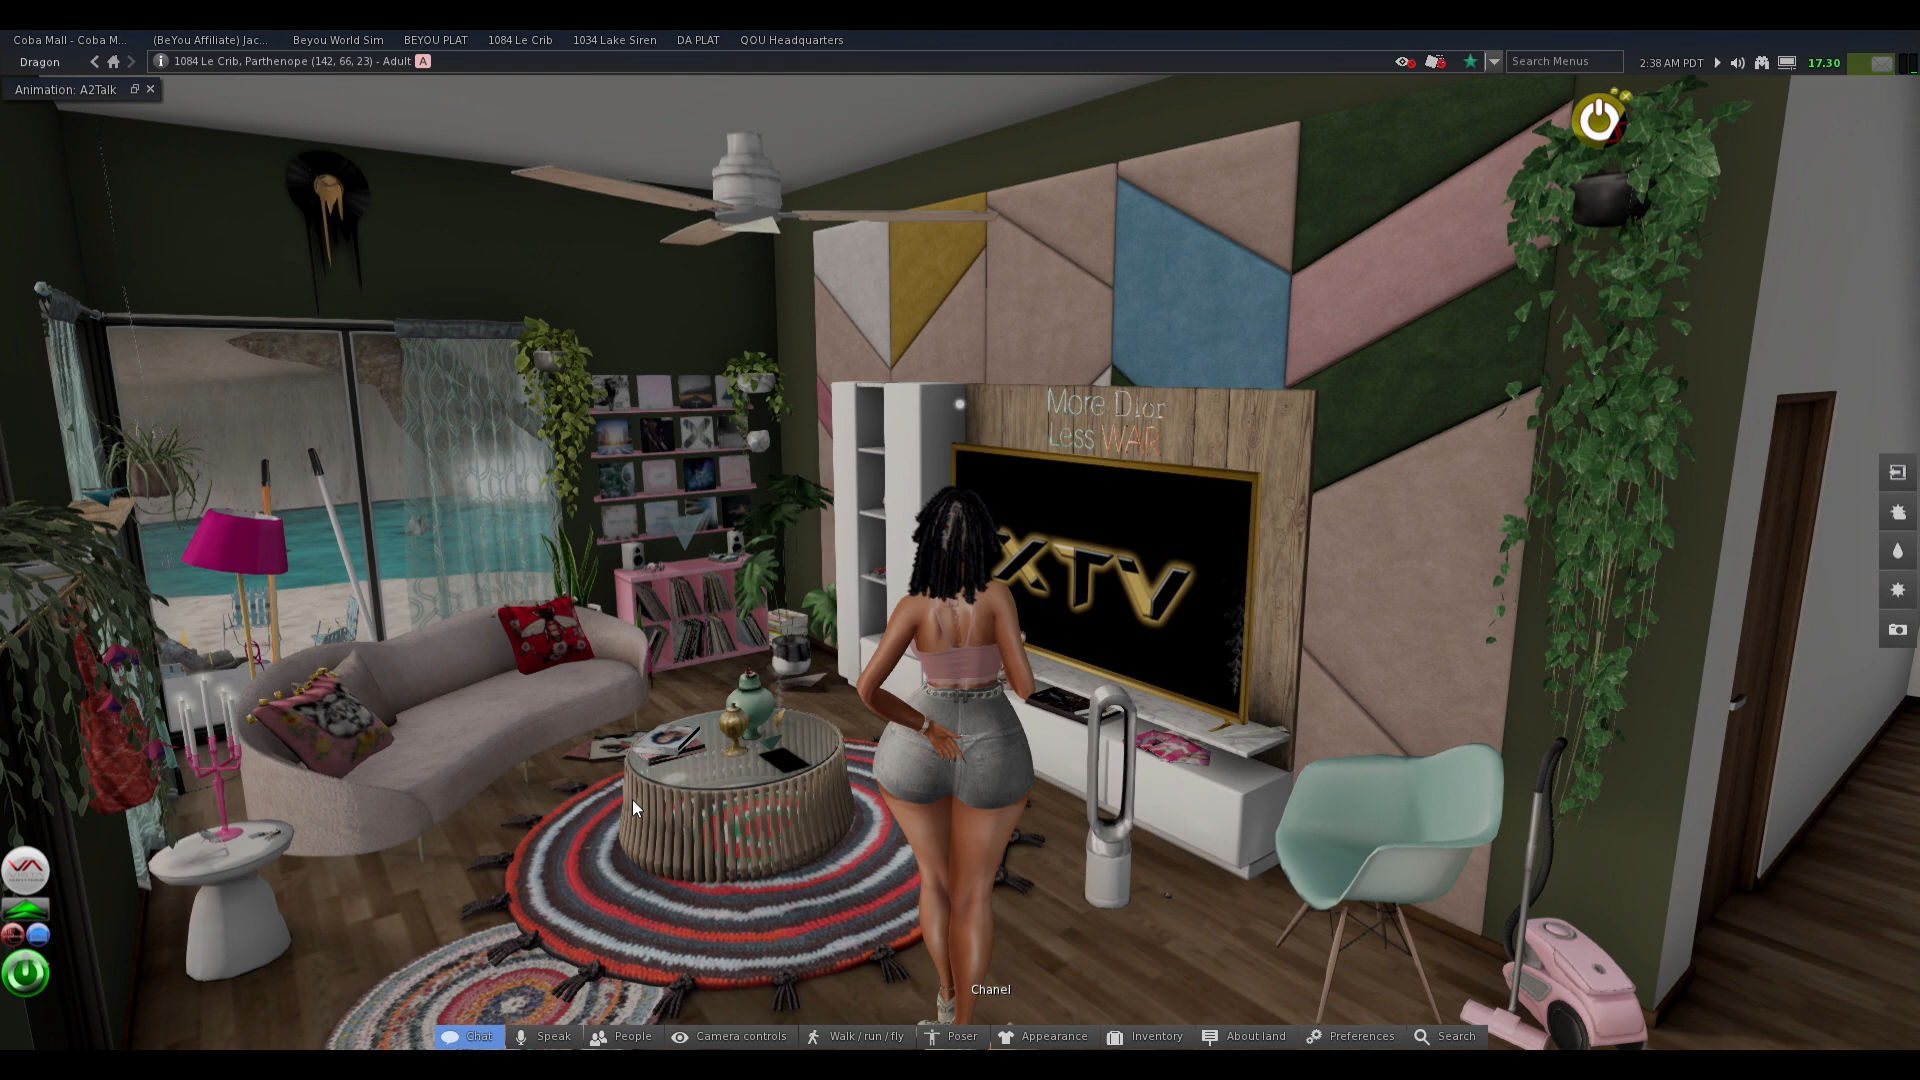 Coba Mall - Coba M...
(BeYou Affiliate) Jac...
Beyou World Sim
BEYOU PLAT
1084 Le Crib
1034 Lake Siren
DA PLAT
QOU Headquarters
Dragon
1084 Le Crib, Parthenope (142, 66, 23) - Adult A
Search Menus
2:38 AM PDT
17.30
Animation: A2Talk
More Dior
Less WAR
XTV
Chanel
Chat
Speak
People
Camera controls
Walk / run / fly
Poser
Appearance
Inventory
About land
Preferences
Search